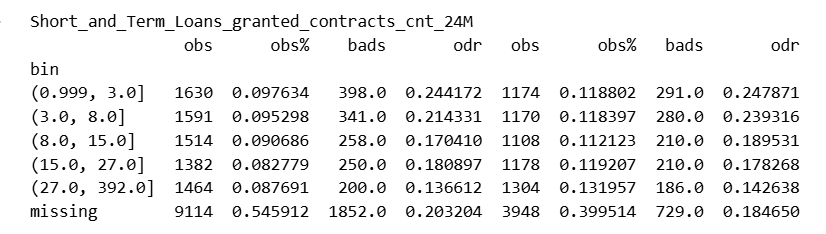 Short_and_Term_Loans_granted_contracts_cnt_24M
obs obs% bads odr obs obs% bads odr
bin
(0.999, 3.0] 1630 0.097634 398.0 0.244172 1174 0.118802 291.0 0.247871
(3.0, 8.0] 1591 0.095298 341.0 0.214331 1170 0.118397 280.0 0.239316
(8.0, 15.0] 1514 0.090686 258.0 0.170410 1108 0.112123 210.0 0.189531
(15.0, 27.0] 1382 0.082779 250.0 0.180897 1178 0.119207 210.0 0.178268
(27.0, 392.0] 1464 0.087691 200.0 0.136612 1304 0.131957 186.0 0.142638
missing 9114 0.545912 1852.0 0.203204 3948 0.399514 729.0 0.184650